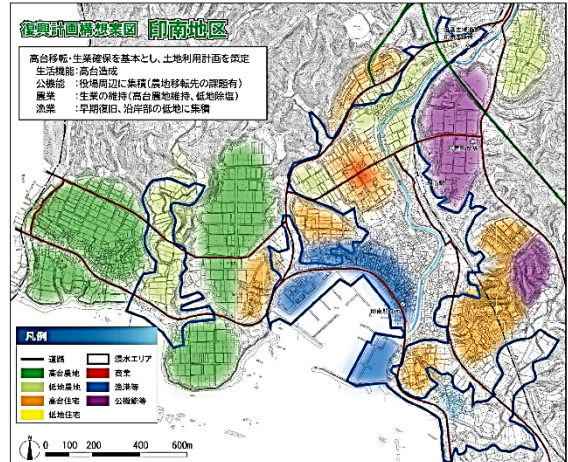 復興計画構想案図 印南地区
高台移転・生業確保を基本とし、土地利用計画を策定
生活機能：高台造成
公機能 ：役場周辺に集積（農地移転先の課題有）
農業 ：生業の維持（高台農地維持、低地除塩）
漁業 ：早期復旧、沿岸部の低地に集積
凡例
道路
浸水エリア
高台農地
商業
低地農地
漁港等
高台住宅
公機能等
低地住宅
0 100 200 400 600m